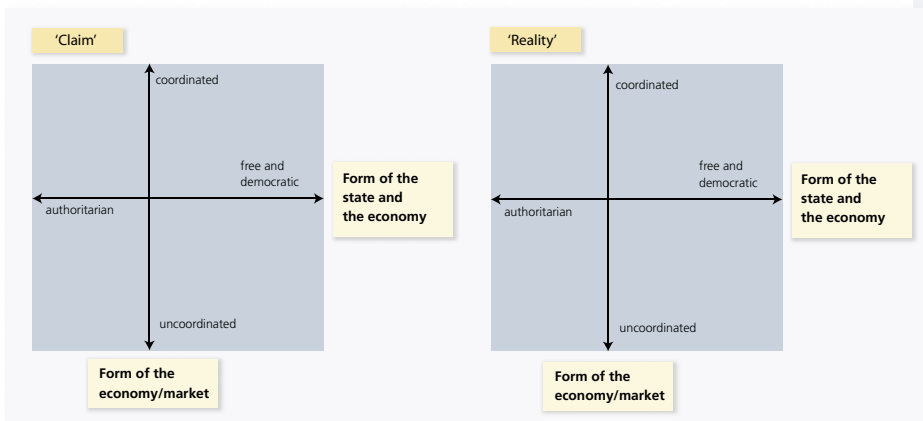 ‘Claim’
coordinated
free and
democratic
authoritarian
uncoordinated
Form of the
state and
the economy
Form of the
economy/market
‘Reality’
coordinated
free and
democratic
authoritarian
uncoordinated
Form of the
state and
the economy
Form of the
economy/market